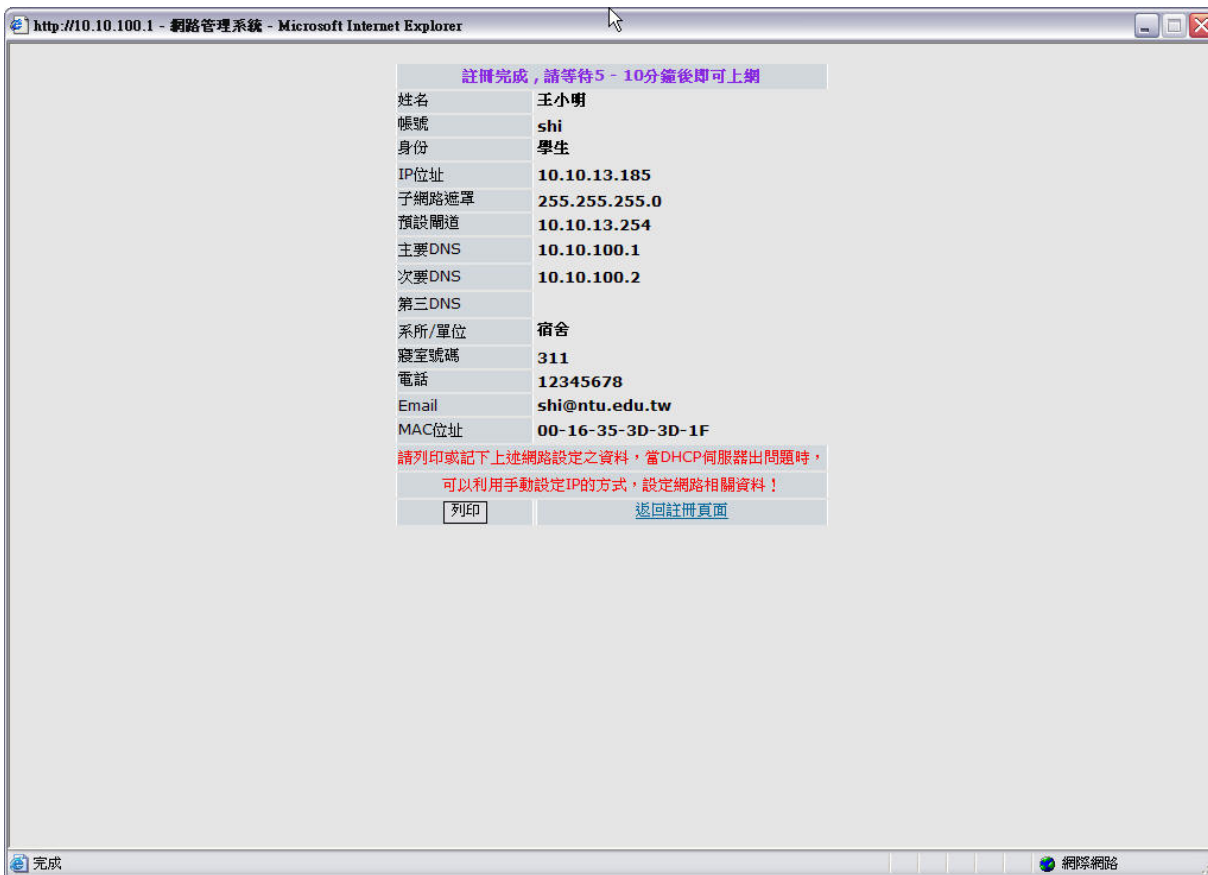 http://10.10.100.1 - 網路管理系統 - Microsoft Internet Explorer
註冊完成，請等待5 - 10分鐘後即可上網
姓名 王小明
帳號 shi
身份 學生
IP位址 10.10.13.185
子網路遮罩 255.255.255.0
預設閘道 10.10.13.254
主要DNS 10.10.100.1
次要DNS 10.10.100.2
第三DNS
系所/單位 宿舍
寢室號碼 311
電話 12345678
Email shi@ntu.edu.tw
MAC位址 00-16-35-3D-3D-1F
請列印或記下上述網路設定之資料，當DHCP伺服器出問題時，
可以利用手動設定IP的方式，設定網路相關資料！
列印 返回註冊頁面
完成 網際網路